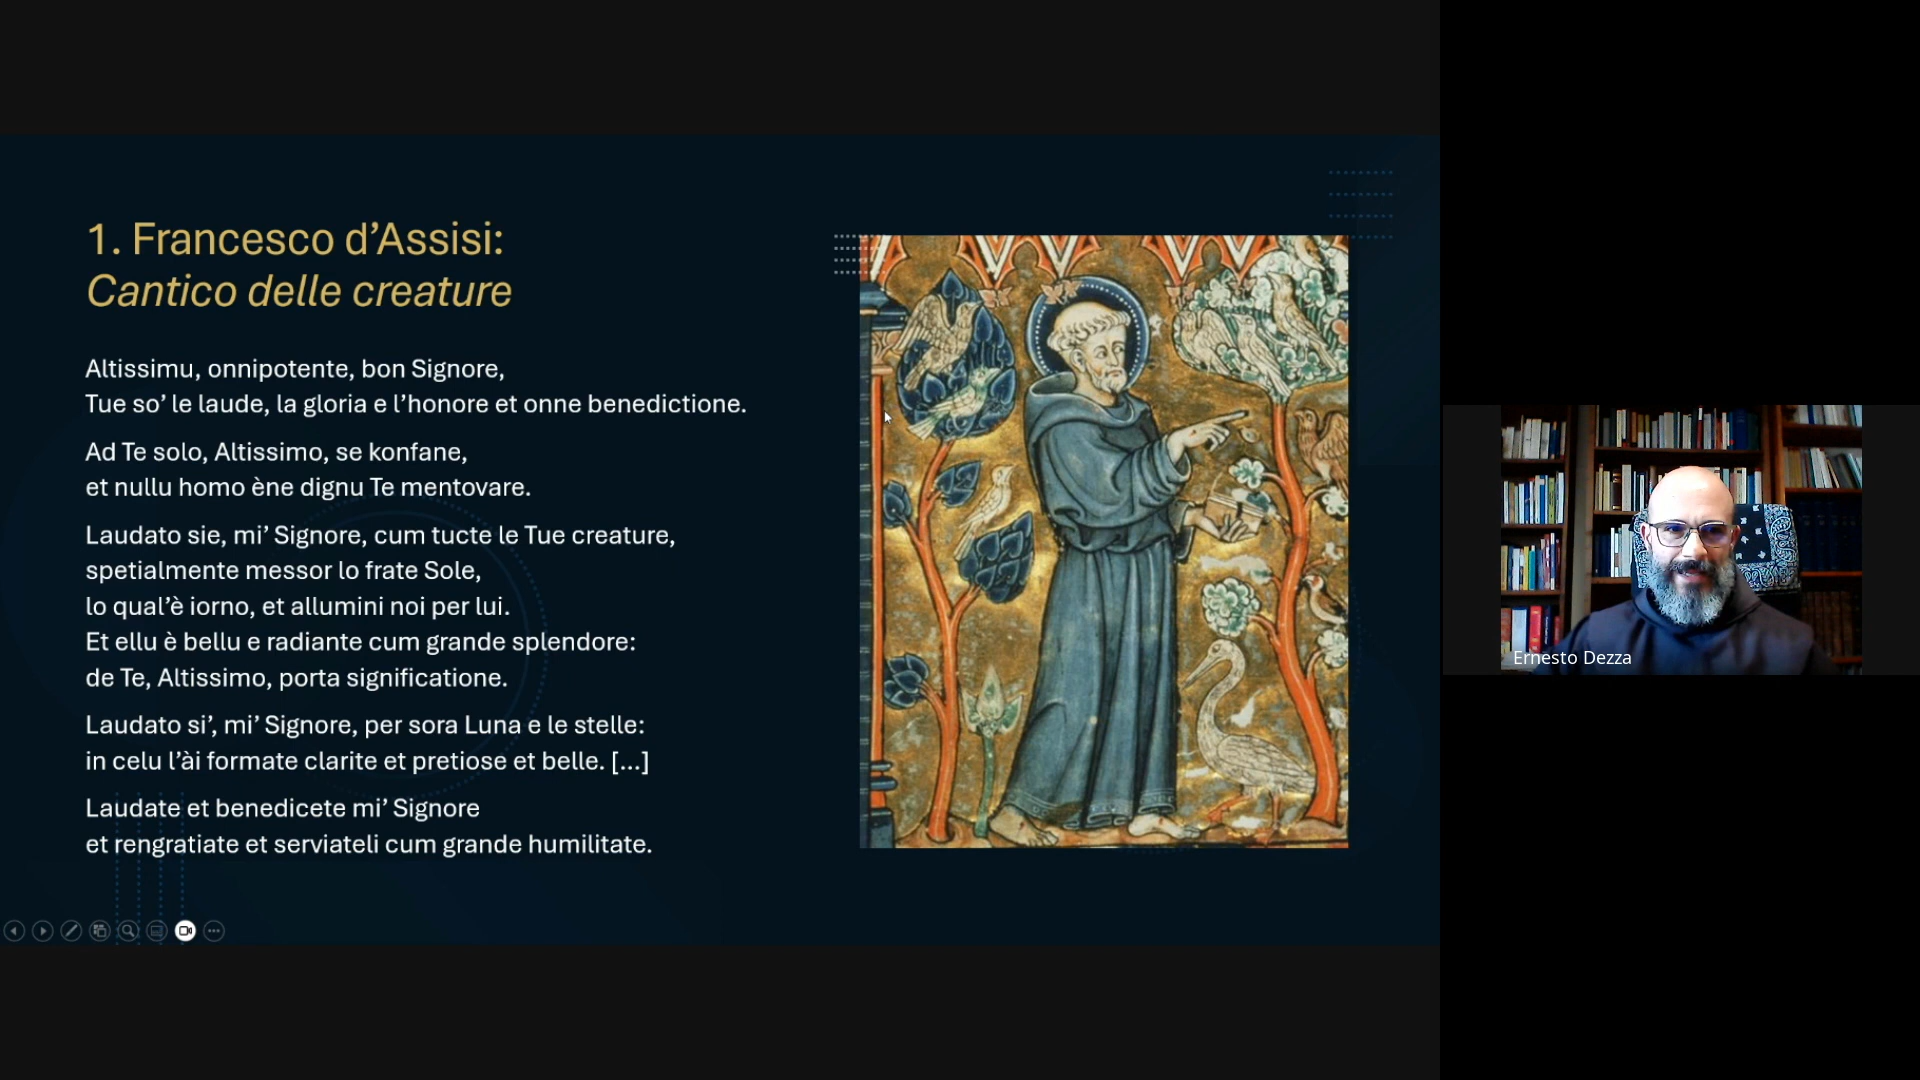 1. Francesco d’Assisi:
Cantico delle creature
Altissimu, onnipotente, bon Signore,
Tue so’ le laude, la gloria e l’honore et onne benedictione.
Ad Te solo, Altissimo, se konfane,
et nullu homo ène dignu Te mentovare.
Laudato sie, mi’ Signore, cum tucte le Tue creature,
spetialmente messor lo frate Sole,
lo qual’è iorno, et allumini noi per lui.
Et ellu è bellu e radiante cum grande splendore:
de Te, Altissimo, porta significatione.
Laudato si’, mi’ Signore, per sora Luna e le stelle:
in celu l’ài formate clarite et pretiose et belle. […]
Laudate et benedicete mi’ Signore
et rengratiate et serviateli cum grande humilitate.
Ernesto Dezza